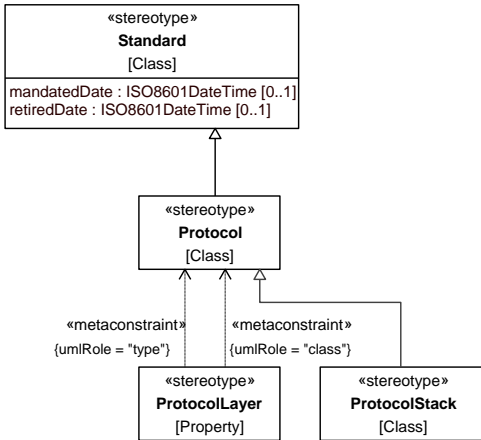 «stereotype»
Standard
[Class]
mandatedDate : ISO8601DateTime [0..1]
retiredDate : ISO8601DateTime [0..1]
«stereotype»
Protocol
[Class]
«metaconstraint» «metaconstraint»
{umlRole = "type"} {umlRole = "class"}
«stereotype» «stereotype»
ProtocolLayer ProtocolStack
[Property] [Class]